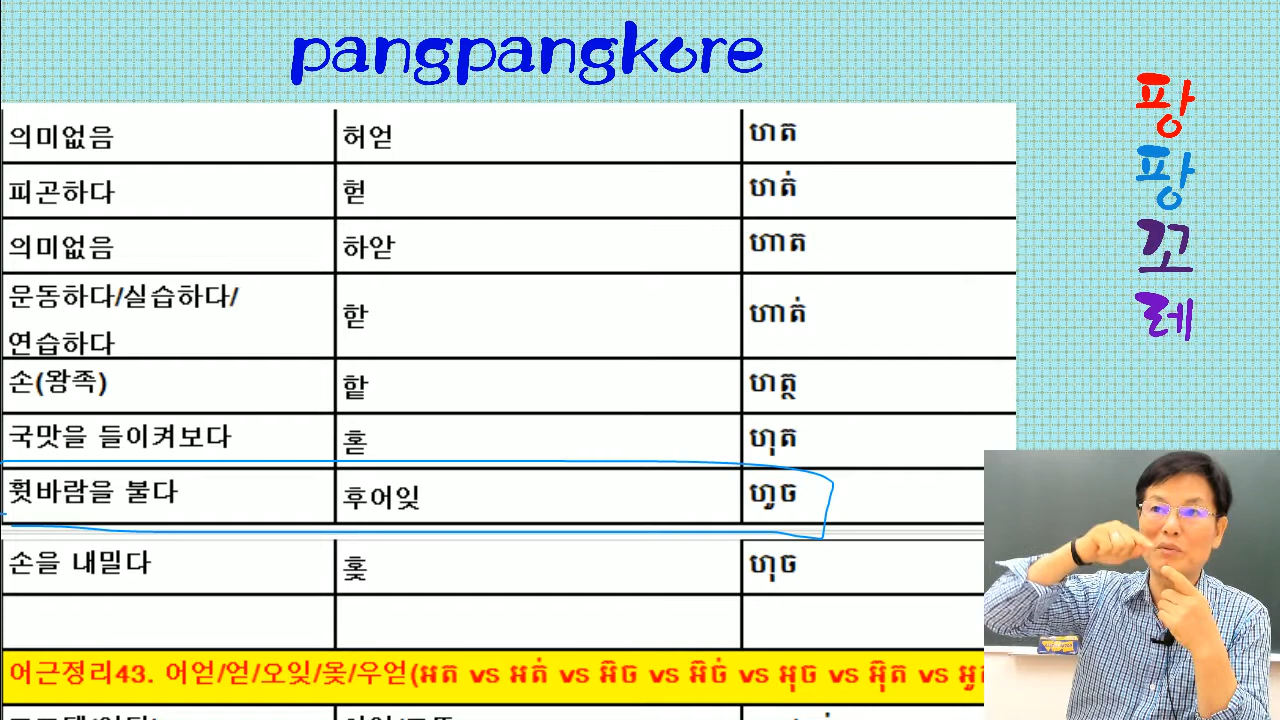 pangpangkore
팡
팡
꼬
레
의미없음 허얻 ហត
피곤하다 헏 ហត់
의미없음 하앋 ហាត
운동하다/실습하다/
연습하다 핟 ហាត់
손(왕족) 핱 ហត្ថ
국맛을 들이켜보다 혿 ហុត
휫바람을 불다 후어잋 ហួច
손을 내밀다 홏 ហុច
어근정리43. 어얻/얻/오잋/옻/우얻(អត vs អត់ vs អ៊ច vs អ៊ច់ vs អុច vs អ៊ុត vs